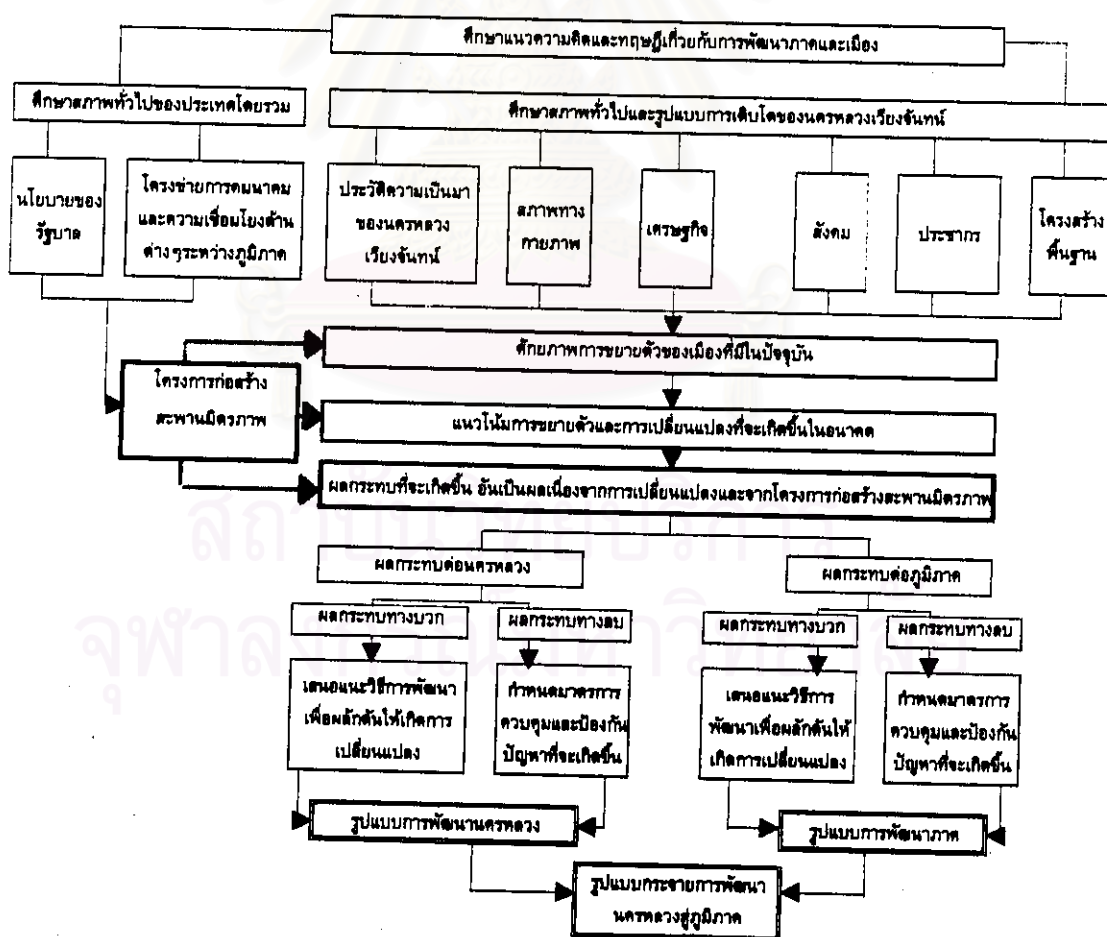 ศึกษาแนวความคิดและทฤษฎีเกี่ยวกับการพัฒนาภาคและเมือง
ศึกษาสภาพทั่วไปของประเทศโดยรวม
ศึกษาสภาพทั่วไปและรูปแบบการเติบโตของนครหลวงเวียงจันทน์
นโยบายของ
รัฐบาล
โครงข่ายการคมนาคม
และความเชื่อมโยงด้าน
ต่างๆระหว่างภูมิภาค
ประวัติความเป็นมา
ของนครหลวง
เวียงจันทน์
สภาพทาง
กายภาพ
เศรษฐกิจ
สังคม
ประชากร
โครงสร้าง
พื้นฐาน
ศักยภาพการขยายตัวของเมืองที่มีในปัจจุบัน
โครงการก่อสร้าง
สะพานมิตรภาพ
แนวโน้มการขยายตัวและการเปลี่ยนแปลงที่จะเกิดขึ้นในอนาคต
ผลกระทบที่จะเกิดขึ้น อันเป็นผลเนื่องจากการเปลี่ยนแปลงและจากโครงการก่อสร้างสะพานมิตรภาพ
สถาบันวิทยบริการ
ผลกระทบต่อนครหลวง
ผลกระทบต่อภูมิภาค
จุฬาลงกรณ์มหาวิทยาลัย
ผลกระทบทางบวก
ผลกระทบทางลบ
ผลกระทบทางบวก
ผลกระทบทางลบ
เสนอแนะวิธีการพัฒนา
เพื่อผลักดันให้เกิดการ
เปลี่ยนแปลง
กำหนดมาตรการ
ควบคุมและป้องกัน
ปัญหาที่จะเกิดขึ้น
เสนอแนะวิธีการ
พัฒนาเพื่อผลักดันให้
เกิดการเปลี่ยนแปลง
กำหนดมาตรการ
ควบคุมและป้องกัน
ปัญหาที่จะเกิดขึ้น
รูปแบบการพัฒนานครหลวง
รูปแบบการพัฒนาภาค
รูปแบบกระจายการพัฒนา
นครหลวงสู่ภูมิภาค